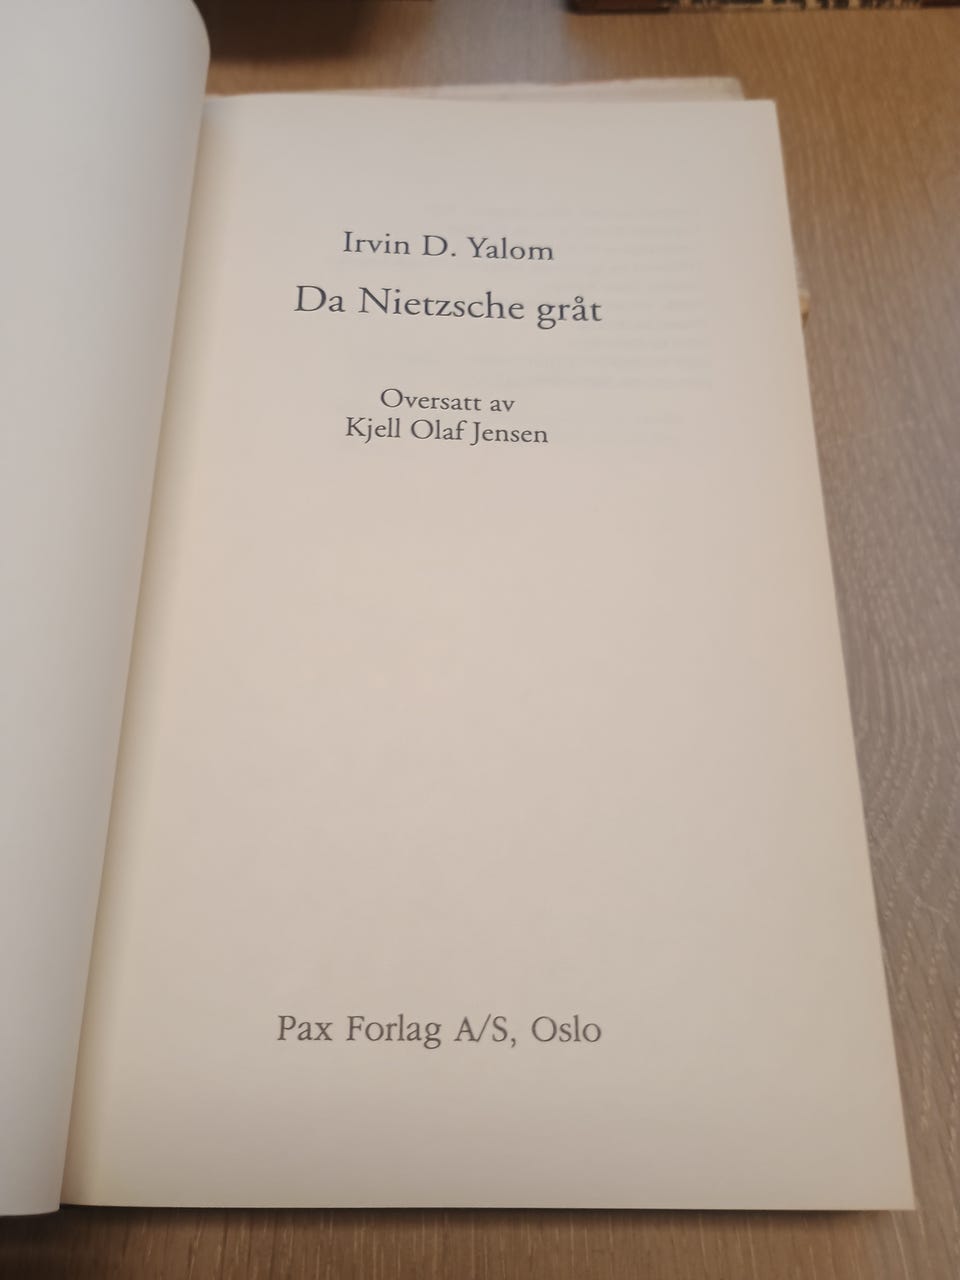 Irvin D. Yalom
Da Nietzsche gråt
Oversatt av
Kjell Olaf Jensen
Pax Forlag A/S, Oslo